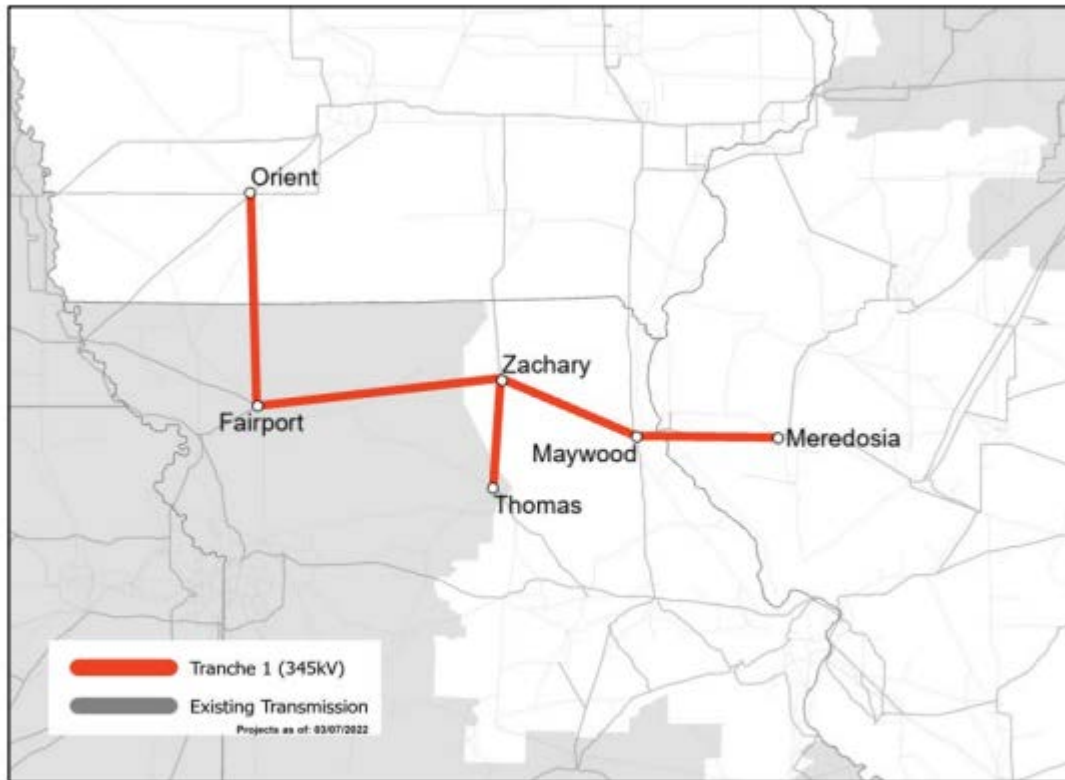 Orient
Zachary
Fairport
Maywood
Meredosia
Thomas
Tranche 1 (345kV)
Existing Transmission
Projects as of: 03/07/2022